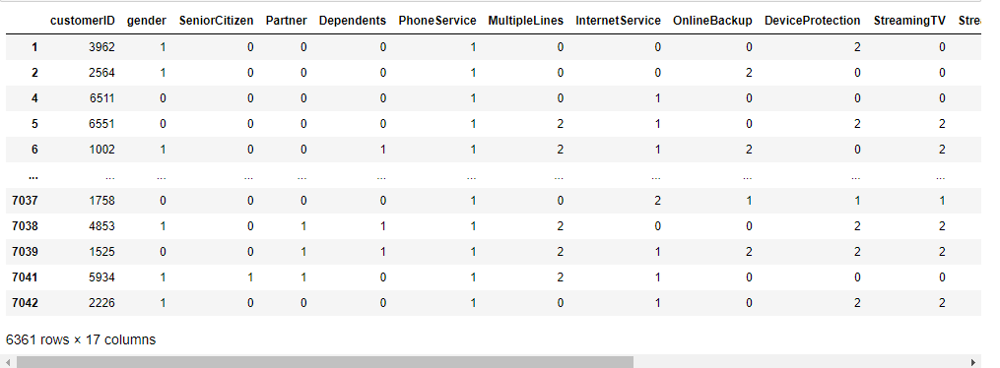 customerID gender SeniorCitizen Partner Dependents PhoneService MultipleLines InternetService OnlineBackup DeviceProtection StreamingTV Strea
1 3962 1 0 0 0 1 0 0 0 2 0
2 2564 1 0 0 0 1 0 0 2 0 0
4 6511 0 0 0 0 1 0 1 0 0 0
5 6551 0 0 0 0 1 2 1 0 2 2
6 1002 1 0 0 1 1 2 1 2 0 2
... ... ... ... ... ... ... ... ... ... ... ...
7037 1758 0 0 0 0 1 0 2 1 1 1
7038 4853 1 0 1 1 1 2 0 0 2 2
7039 1525 0 0 1 1 1 2 1 2 2 2
7041 5934 1 1 1 0 1 2 1 0 0 0
7042 2226 1 0 0 0 1 0 1 0 2 2
6361 rows × 17 columns